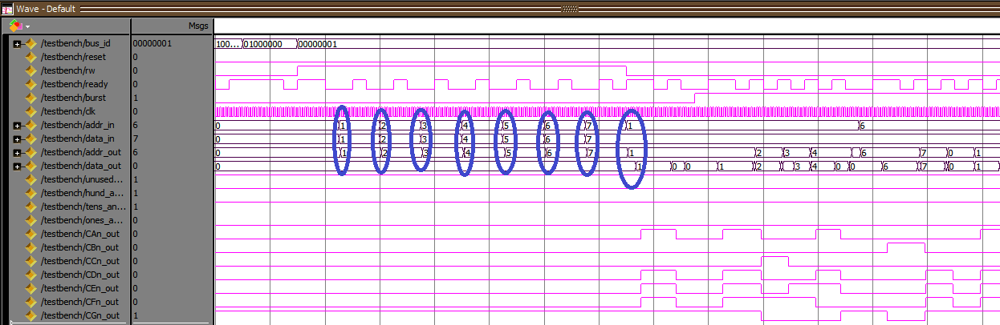 Wave - Default
Msgs
/testbench/bus_id 00000001 100... 01000000 00000001
/testbench/reset 0
/testbench/rw 0
/testbench/ready 0
/testbench/burst 1
/testbench/clk 0
/testbench/addr_in 6 0 1 2 3 4 5 6 7 1 6
/testbench/data_in 7 0 1 2 3 4 5 6 7
/testbench/addr_out 6 0 1 2 3 4 5 6 7 1 2 3 4 6 7 0 1
/testbench/data_out 0 0 1 0 0 1 2 3 4 0 0 6 7 0 1
/testbench/unused... 1
/testbench/hund_a... 1
/testbench/tens_an... 1
/testbench/ones_a... 0
/testbench/CAn_out 0
/testbench/CBn_out 0
/testbench/CCn_out 0
/testbench/CDn_out 0
/testbench/CEn_out 0
/testbench/CFn_out 0
/testbench/CGn_out 1